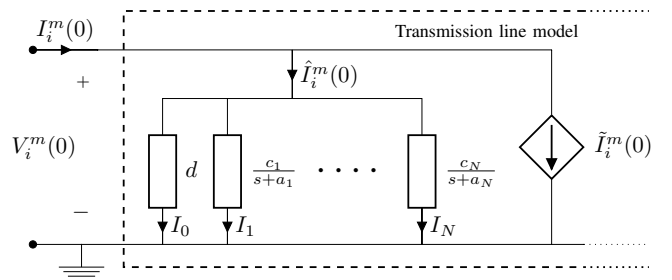 I_i^m(0)
Transmission line model
+
Î_i^m(0)
V_i^m(0)
d
c_1/(s+a_1)
· · · ·
c_N/(s+a_N)
Ĩ_i^m(0)
−
I_0
I_1
I_N